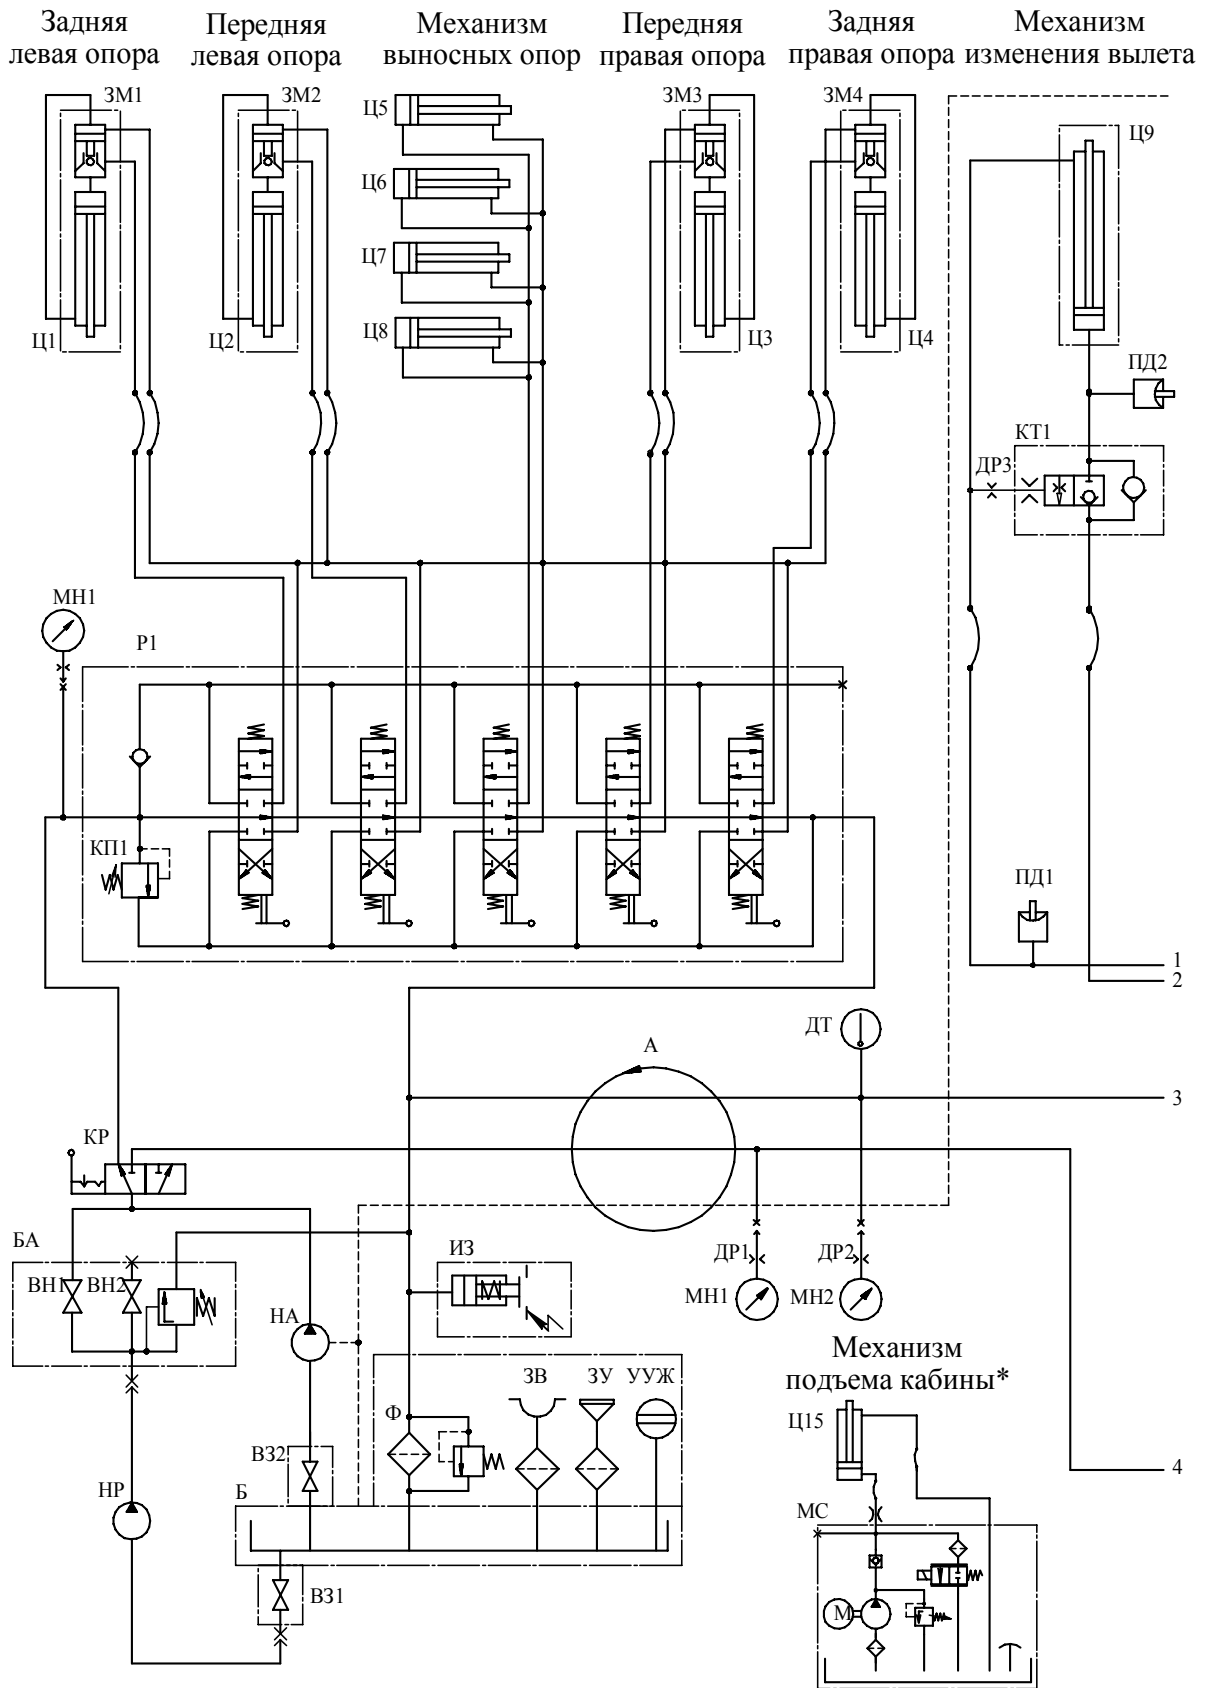 Задняя
левая опора
Передняя
левая опора
Механизм
выносных опор
Передняя
правая опора
Задняя
правая опора
Механизм
изменения вылета
ЗМ1
ЗМ2
Ц5
ЗМ3
ЗМ4
Ц9
Ц6
Ц7
Ц8
Ц1
Ц2
Ц3
Ц4
ПД2
КТ1
ДР3
МН1
Р1
КП1
ПД1
1
2
ДТ
А
3
КР
БА
ВН1
ВН2
ИЗ
ДР1
ДР2
НА
МН1
МН2
Механизм
подъема кабины*
ЗВ
ЗУ
УУЖ
Ф
Ц15
ВЗ2
4
НР
Б
МС
ВЗ1
М